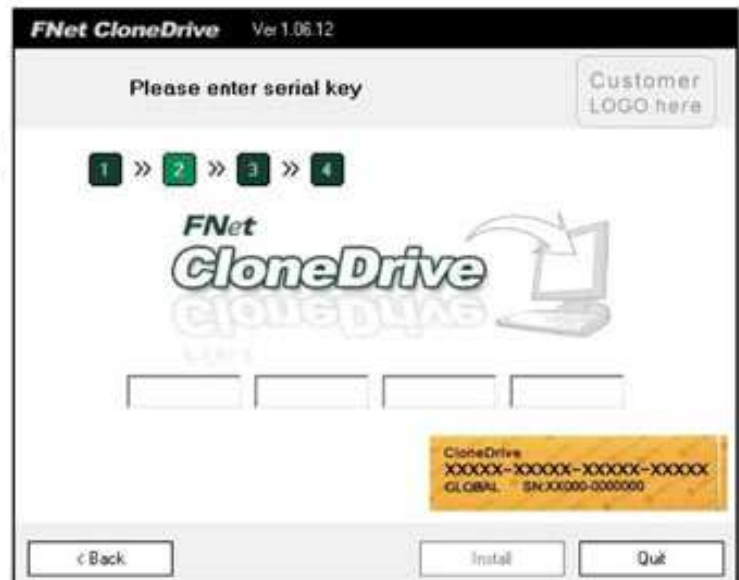 FNet CloneDrive Ver 1.06.12
Please enter serial key
Customer
LOGO here
1 » 2 » 3 » 4
FNet
CloneDrive
CloneDrive
XXXXX-XXXXX-XXXXX-XXXXX
GLOBAL SN:XX000-0000000
< Back Install Quit